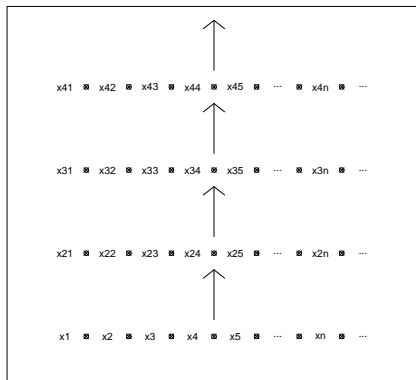 x41 ⊠ x42 ⊠ x43 ⊠ x44 ⊠ x45 ⊠ ... ⊠ x4n ⊠ ...
x31 ⊠ x32 ⊠ x33 ⊠ x34 ⊠ x35 ⊠ ... ⊠ x3n ⊠ ...
x21 ⊠ x22 ⊠ x23 ⊠ x24 ⊠ x25 ⊠ ... ⊠ x2n ⊠ ...
x1 ⊠ x2 ⊠ x3 ⊠ x4 ⊠ x5 ⊠ ... ⊠ xn ⊠ ...